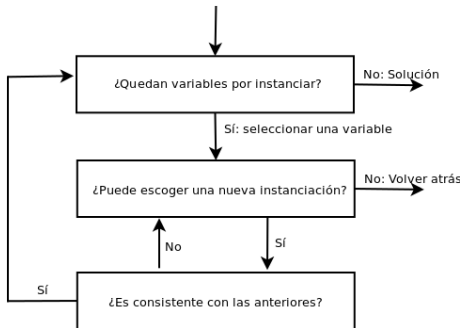 ¿Quedan variables por instanciar?
No: Solución
Sí: seleccionar una variable
¿Puede escoger una nueva instanciación?
No: Volver atrás
No
Sí
Sí
¿Es consistente con las anteriores?